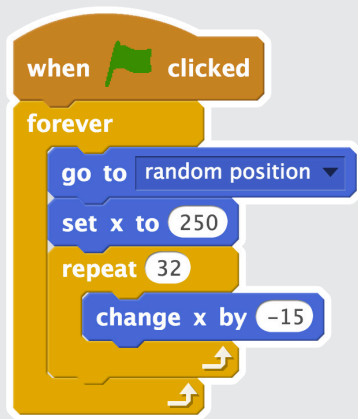 when clicked
forever
go to random position
set x to 250
repeat 32
change x by -15